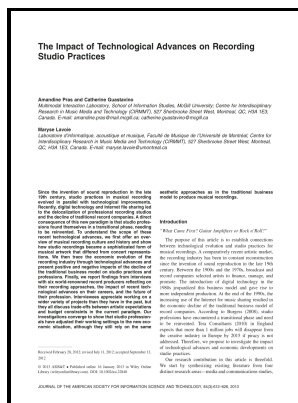 The Impact of Technological Advances on Recording
Studio Practices
Amandine Pras and Catherine Guastavino
Multimodal Interaction Laboratory, School of Information Studies, McGill University; Centre for Interdisciplinary
Research in Music Media and Technology (CIRMMT), 527 Sherbrooke Street West, Montréal, QC, H3A 1E3,
Canada. E-mail: amandine.pras@mail.mcgill.ca; catherine.guastavino@mcgill.ca
Maryse Lavoie
Laboratoire d'informatique, acoustique et musique, Faculté de Musique de l'Université de Montréal; Centre for
Interdisciplinary Research in Music Media and Technology (CIRMMT), 527 Sherbrooke Street West, Montréal,
QC, H3A 1E3, Canada. E-mail: maryse.lavoie@umontreal.ca
Since the invention of sound reproduction in the late
19th century, studio practices in musical recording
evolved in parallel with technological improvements.
Recently, digital technology and Internet file sharing led
to the delocalization of professional recording studios
and the decline of traditional record companies. A direct
consequence of this new paradigm is that studio profes-
sions found themselves in a transitional phase, needing
to be reinvented. To understand the scope of these
recent technological advances, we first offer an over-
view of musical recording culture and history and show
how studio recordings became a sophisticated form of
musical artwork that differed from concert representa-
tions. We then trace the economic evolution of the
recording industry through technological advances and
present positive and negative impacts of the decline of
the traditional business model on studio practices and
professions. Finally, we report findings from interviews
with six world-renowned record producers reflecting on
their recording approaches, the impact of recent tech-
nological advances on their careers, and the future of
their profession. Interviewees appreciate working on a
wider variety of projects than they have in the past, but
they all discuss trade-offs between artistic expectations
and budget constraints in the current paradigm. Our
investigations converge to show that studio profession-
als have adjusted their working settings to the new eco-
nomic situation, although they still rely on the same
aesthetic approaches as in the traditional business
model to produce musical recordings.
Introduction
"What Came First? Guitar Amplifiers or Rock n'Roll?"
The purpose of this article is to establish connections
between technological evolution and studio practices for
musical recordings. A comparatively recent artistic market,
the recording industry has been in constant reconstruction
since the invention of sound reproduction in the late 19th
century. Between the 1900s and the 1970s, broadcast and
record companies selected artists to finance, manage, and
promote. The introduction of digital technology in the
1980s jeopardized this business model and gave rise to
more independent production. At the end of the 1990s, the
increasing use of the Internet for music sharing resulted in
the economic decline of the traditional business model of
record companies. According to Burgess (2008), studio
professions have encountered a transitional phase and need
to be reinvented. Tera Consultants (2010) in England
reports that more than 1 million jobs will disappear from
the creative industry in Europe by 2015 if piracy is not
addressed. Therefore, we propose to investigate the impact
of technological advances and economic developments on
studio practices.
Our research contribution in this article is threefold.
We start by synthesizing existing literature from four
distinct research areas—media and communications studies,
Received February 29, 2012; revised July 11, 2012; accepted September 13,
2012
© 2013 ASIS&T • Published online 10 January 2013 in Wiley Online
Library (wileyonlinelibrary.com). DOI: 10.1002/asi.22840
JOURNAL OF THE AMERICAN SOCIETY FOR INFORMATION SCIENCE AND TECHNOLOGY, 64(3):612–626, 2013